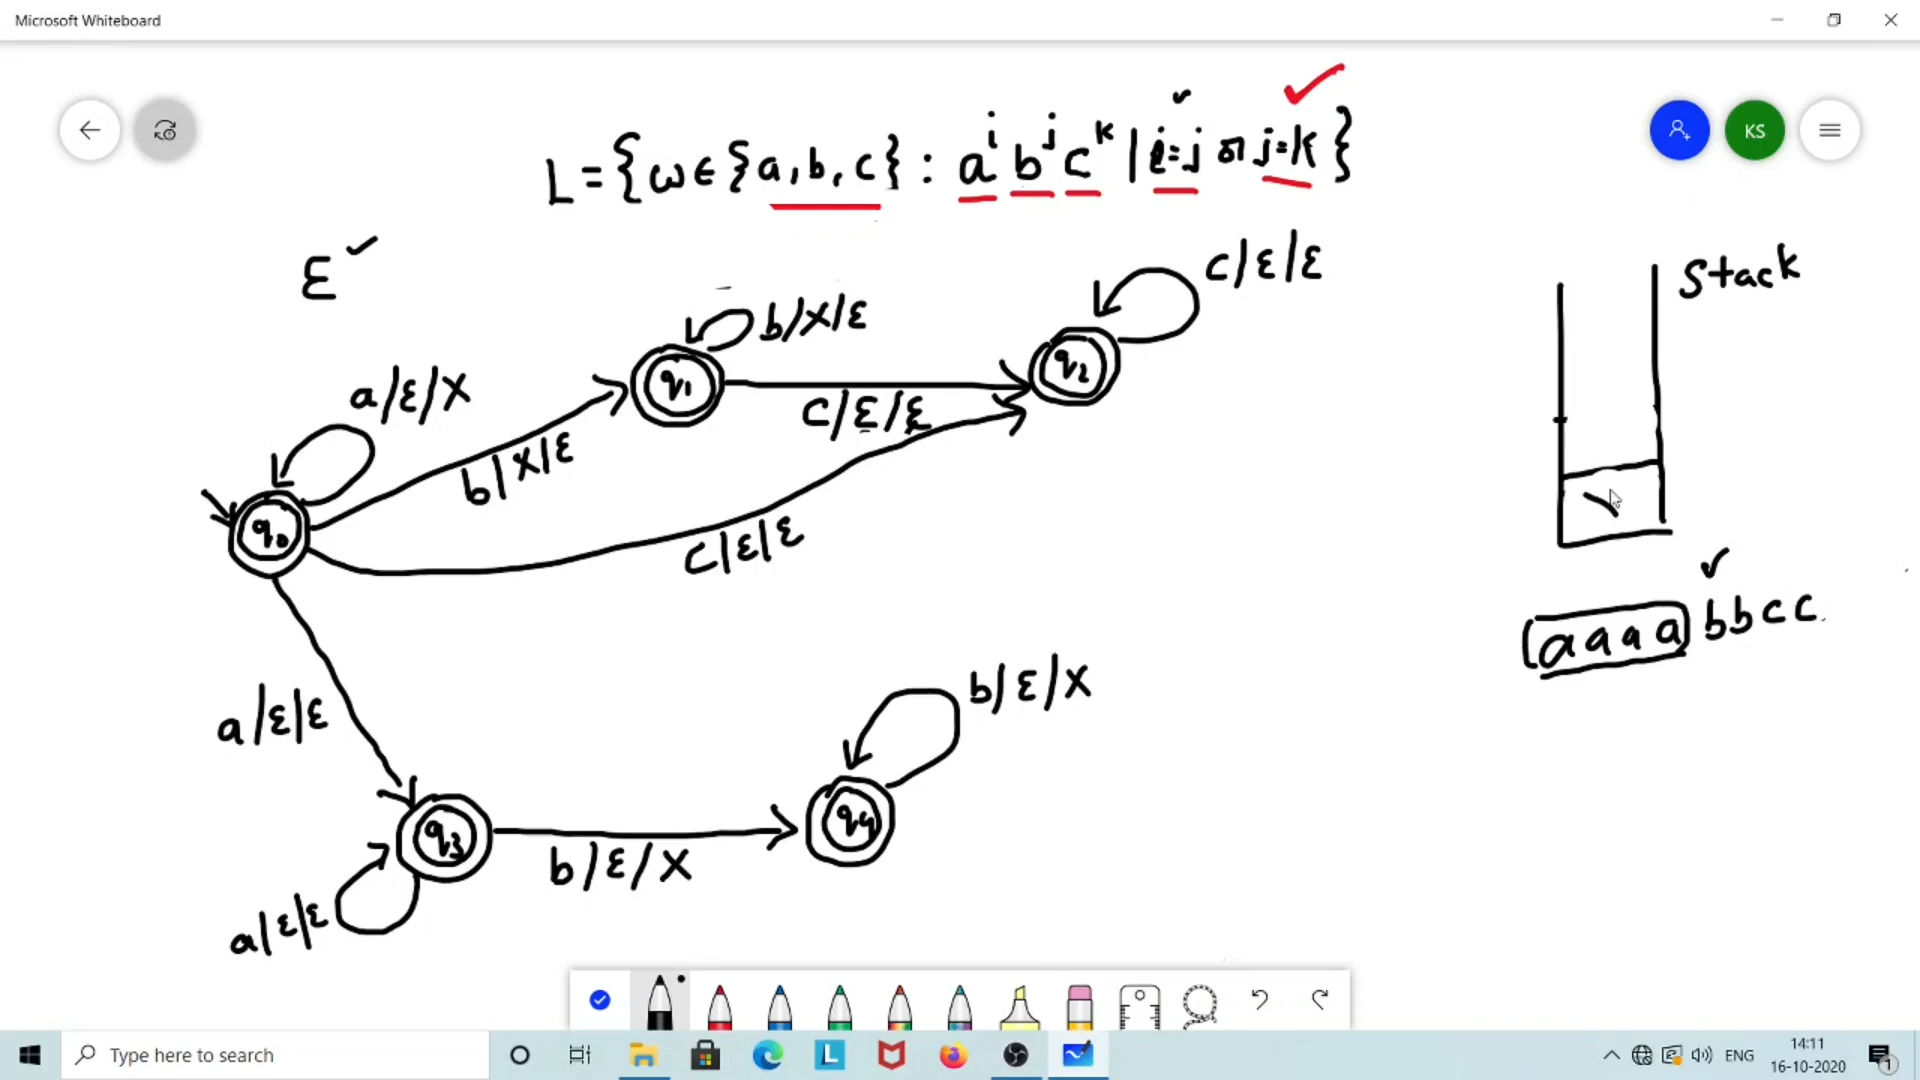 Microsoft Whiteboard
KS
L = {ω ∈ {a, b, c} : a^i b^j c^k | i=j or j=k}
ε
Stack
c/ε/ε
b/X/ε
a/ε/X
q1
q2
c/ε/ε
b/X/ε
q0
c/ε/ε
aaaa bbcc
a/ε/ε
b/ε/X
q3
q4
b/ε/X
a/ε/ε
Type here to search
L
ENG
14:11
16-10-2020
1